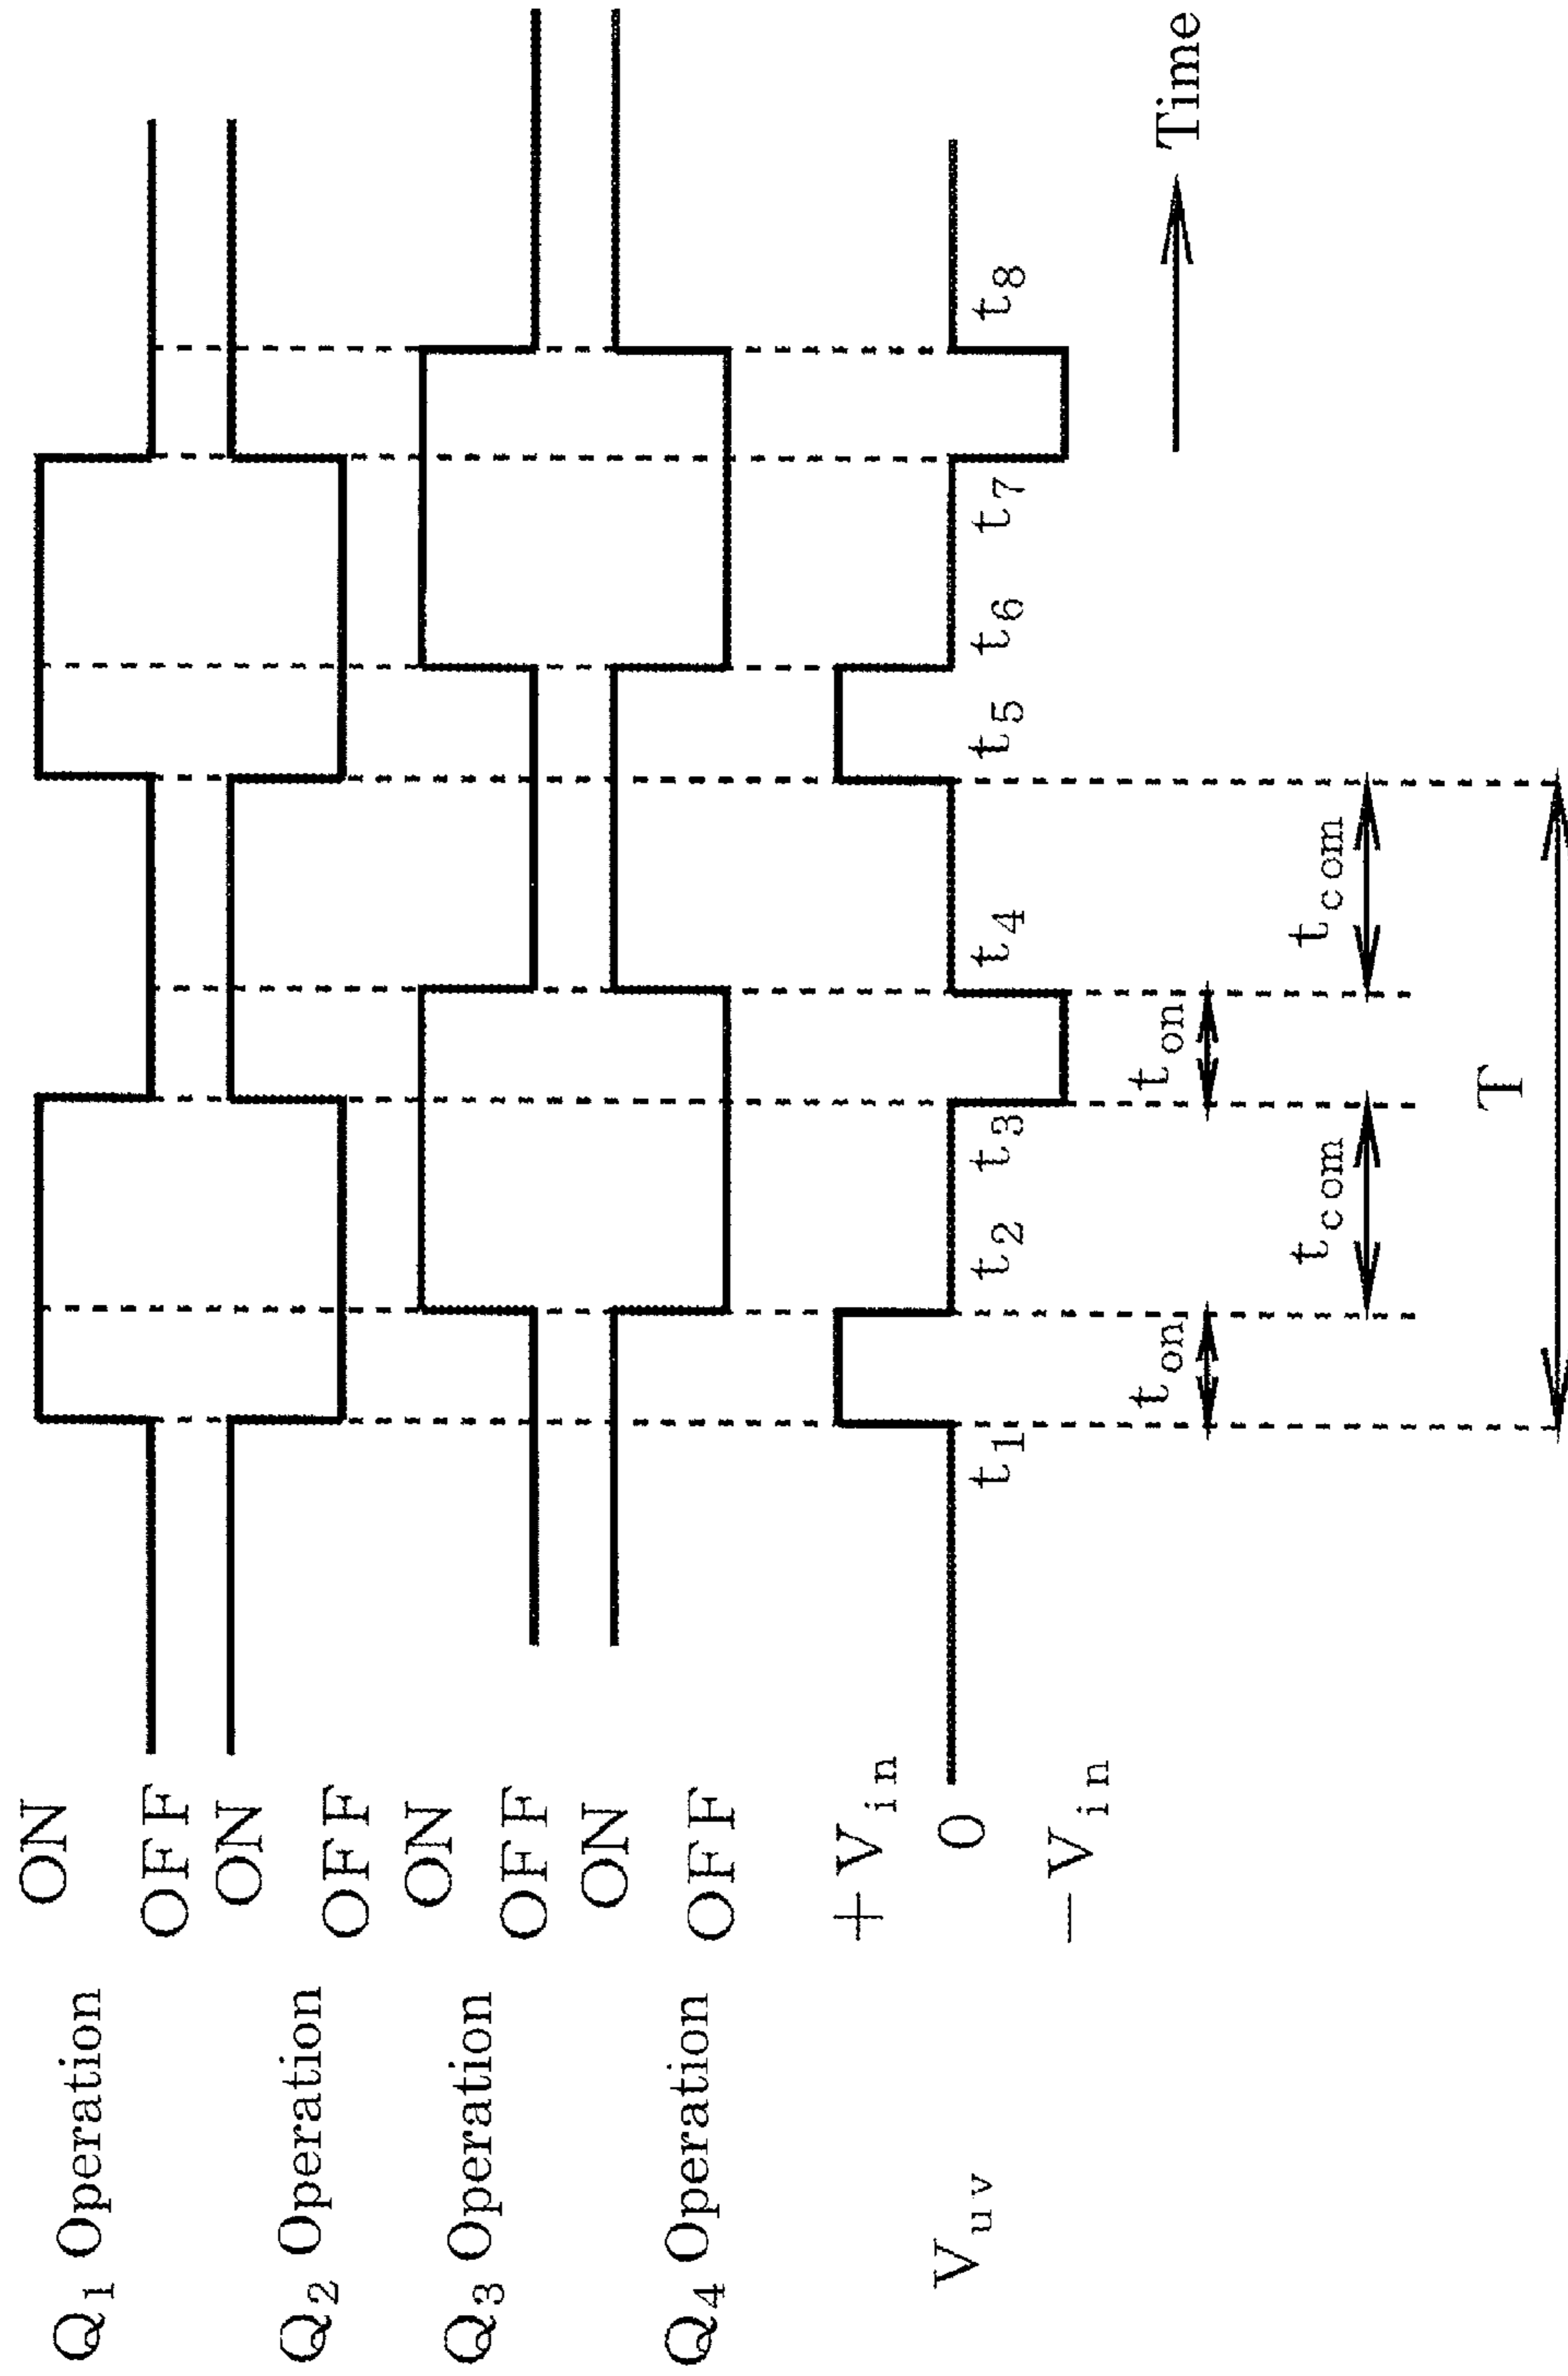 Q1 Operation
ON
OFF
Q2 Operation
ON
OFF
Q3 Operation
ON
OFF
Q4 Operation
ON
OFF
Vuv
+Vin
0
−Vin
t1 t2 t3 t4 t5 t6 t7 t8
ton ton
Time
tcom tcom
T